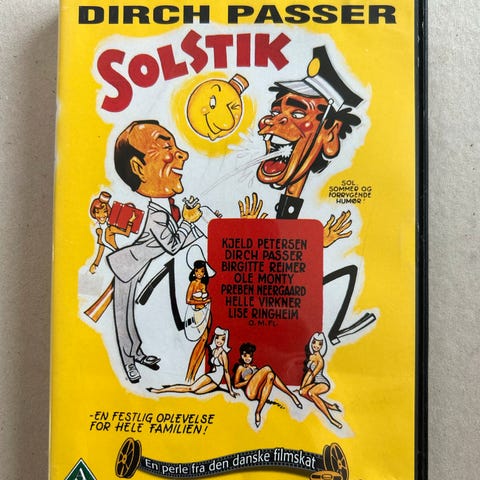 DIRCH PASSER
SOLSTIK
SOL
SOMMER OG
FORRYGENDE
HUMØR!
KJELD PETERSEN
DIRCH PASSER
BIRGITTE REIMER
OLE MONTY
PREBEN NEERGAARD
HELLE VIRKNER
LISE RINGHEIM
O.M.FL.
-EN FESTLIG OPLEVELSE
FOR HELE FAMILIEN!
A
En perle fra den danske filmskat